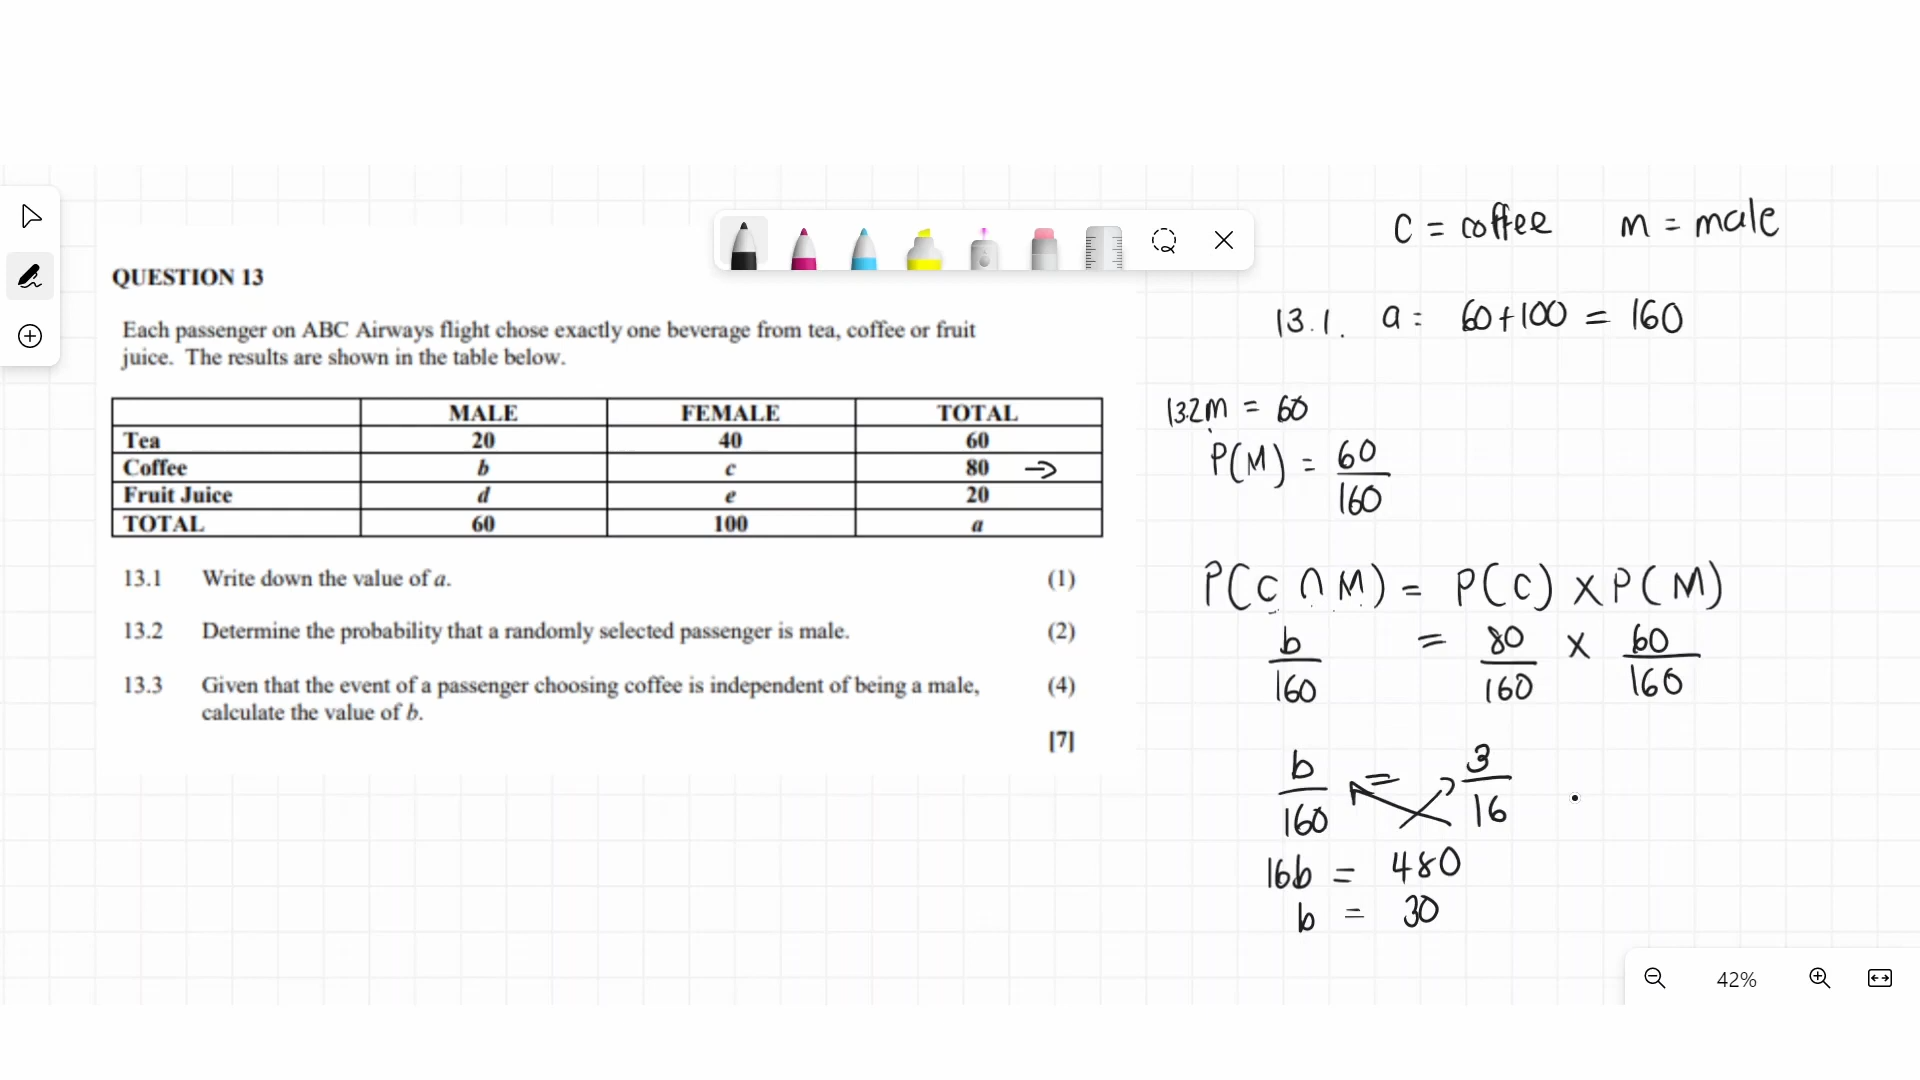 QUESTION 13
Each passenger on ABC Airways flight chose exactly one beverage from tea, coffee or fruit
juice. The results are shown in the table below.
MALE FEMALE TOTAL
Tea 20 40 60
Coffee b c 80 →
Fruit Juice d e 20
TOTAL 60 100 a
13.1 Write down the value of a. (1)
13.2 Determine the probability that a randomly selected passenger is male. (2)
13.3 Given that the event of a passenger choosing coffee is independent of being a male, (4)
calculate the value of b.
[7]
C = coffee m = male
13.1. a = 60+100 = 160
13.2 M = 60
P(M) = 60/160
P(C ∩ M) = P(C) × P(M)
b/160 = 80/160 × 60/160
b/160 = 3/16
16b = 480
b = 30
42%